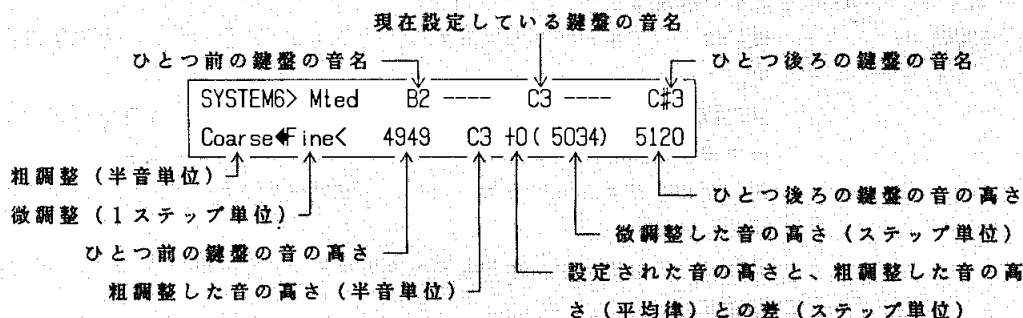 現在設定している鍵盤の音名
ひとつ前の鍵盤の音名
ひとつ後ろの鍵盤の音名
SYSTEM6> Mted B2 ---- C3 ---- C#3
Coarse◆Fine< 4949 C3 +0( 5034) 5120
粗調整（半音単位）
微調整（1ステップ単位）
ひとつ前の鍵盤の音の高さ
粗調整した音の高さ（半音単位）
ひとつ後ろの鍵盤の音の高さ
微調整した音の高さ（ステップ単位）
設定された音の高さと、粗調整した音の高
さ（平均律）との差（ステップ単位）